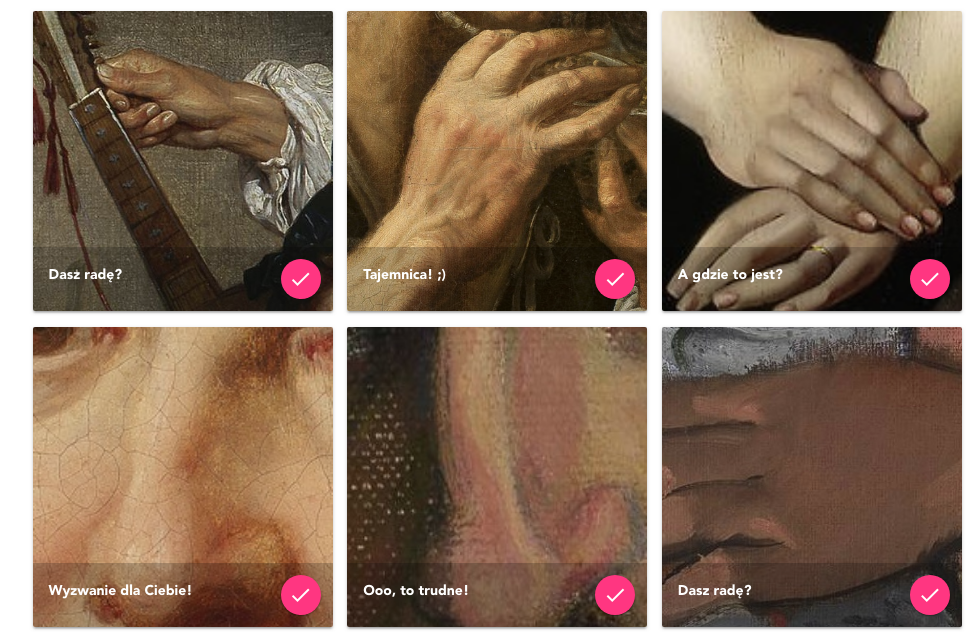 Dasz radę?
Tajemnica! ;)
A gdzie to jest?
Wyzwanie dla Ciebie!
Ooo, to trudne!
Dasz radę?